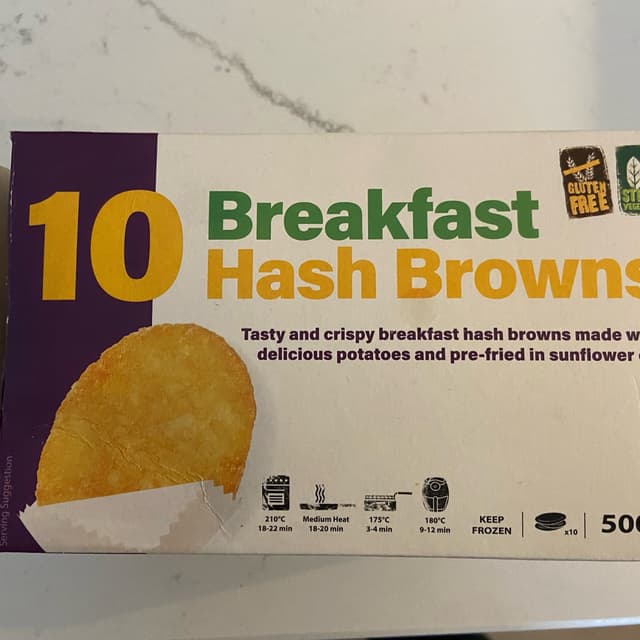 10
Breakfast
Hash Browns
GLUTEN
FREE
Tasty and crispy breakfast hash browns made
delicious potatoes and pre-fried in sunflower
210°C
18-22 min
Medium Heat
18-20 min
175°C
3-4 min
180°C
9-12 min
KEEP
FROZEN
x10
500
Serving Suggestion